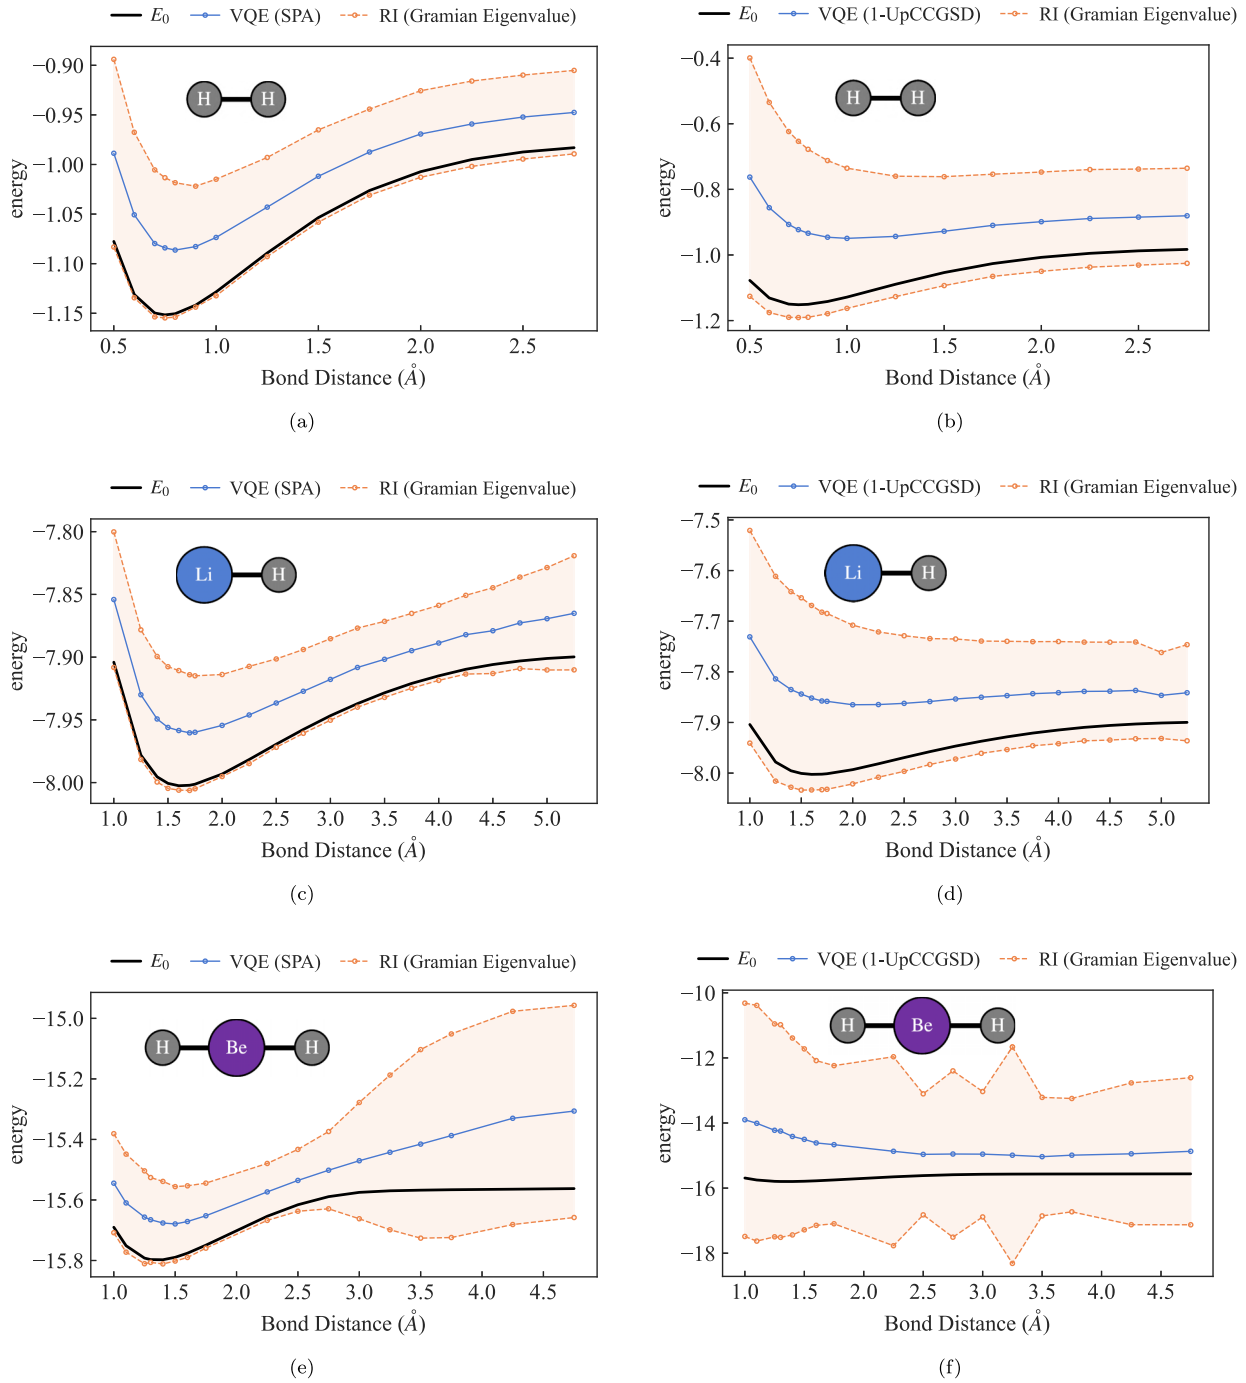 E₀ VQE (SPA) RI (Gramian Eigenvalue)
−0.90
−0.95
−1.00
−1.05
−1.10
−1.15
energy
H H
0.5 1.0 1.5 2.0 2.5
Bond Distance (Å)
(a)
E₀ VQE (1-UpCCGSD) RI (Gramian Eigenvalue)
−0.4
−0.6
−0.8
−1.0
−1.2
energy
H H
0.5 1.0 1.5 2.0 2.5
Bond Distance (Å)
(b)
E₀ VQE (SPA) RI (Gramian Eigenvalue)
−7.80
−7.85
−7.90
−7.95
−8.00
energy
Li H
1.0 1.5 2.0 2.5 3.0 3.5 4.0 4.5 5.0
Bond Distance (Å)
(c)
E₀ VQE (1-UpCCGSD) RI (Gramian Eigenvalue)
−7.5
−7.6
−7.7
−7.8
−7.9
−8.0
energy
Li H
1.0 1.5 2.0 2.5 3.0 3.5 4.0 4.5 5.0
Bond Distance (Å)
(d)
E₀ VQE (SPA) RI (Gramian Eigenvalue)
−15.0
−15.2
−15.4
−15.6
−15.8
energy
H Be H
1.0 1.5 2.0 2.5 3.0 3.5 4.0 4.5
Bond Distance (Å)
(e)
E₀ VQE (1-UpCCGSD) RI (Gramian Eigenvalue)
−10
−12
−14
−16
−18
energy
H Be H
1.0 1.5 2.0 2.5 3.0 3.5 4.0 4.5
Bond Distance (Å)
(f)